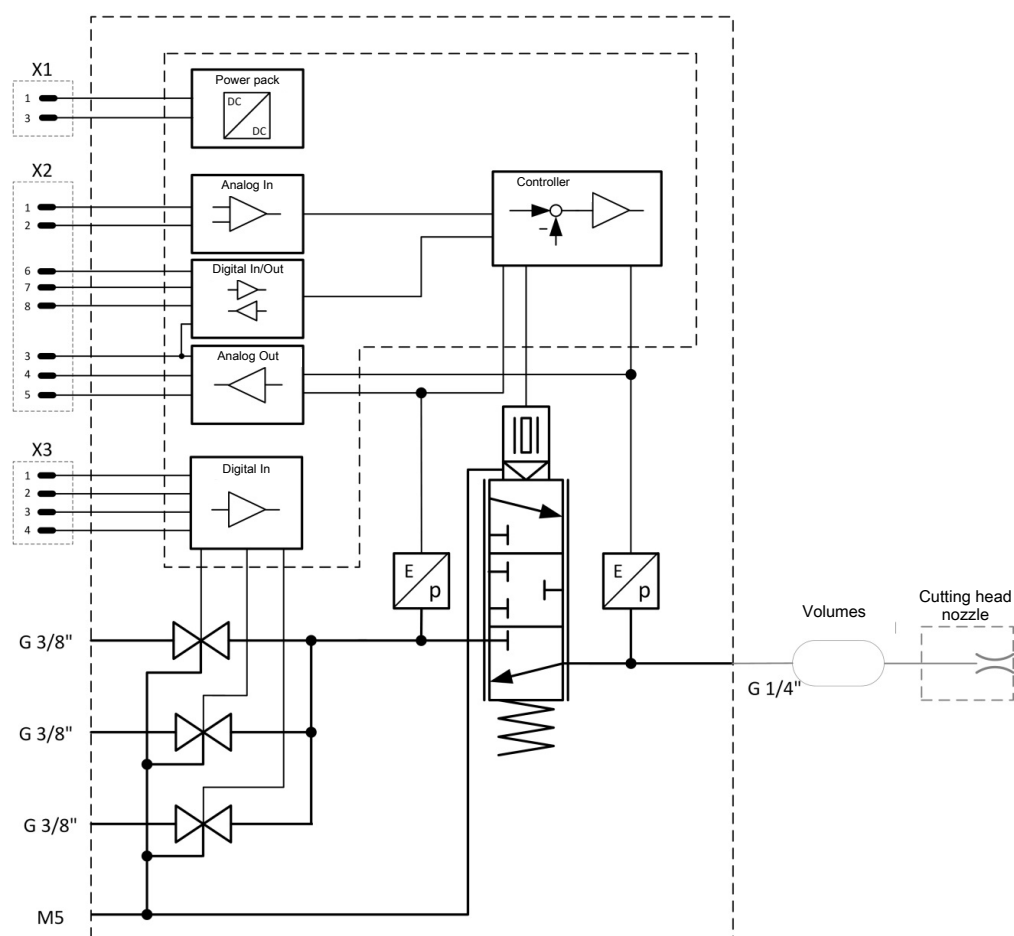 X1
1
3
Power pack
DC
DC
X2
1
2
6
7
8
3
4
5
Analog In
Digital In/Out
Analog Out
Controller
X3
1
2
3
4
Digital In
E
p
E
p
G 3/8"
G 3/8"
G 3/8"
M5
G 1/4"
Volumes
Cutting head
nozzle